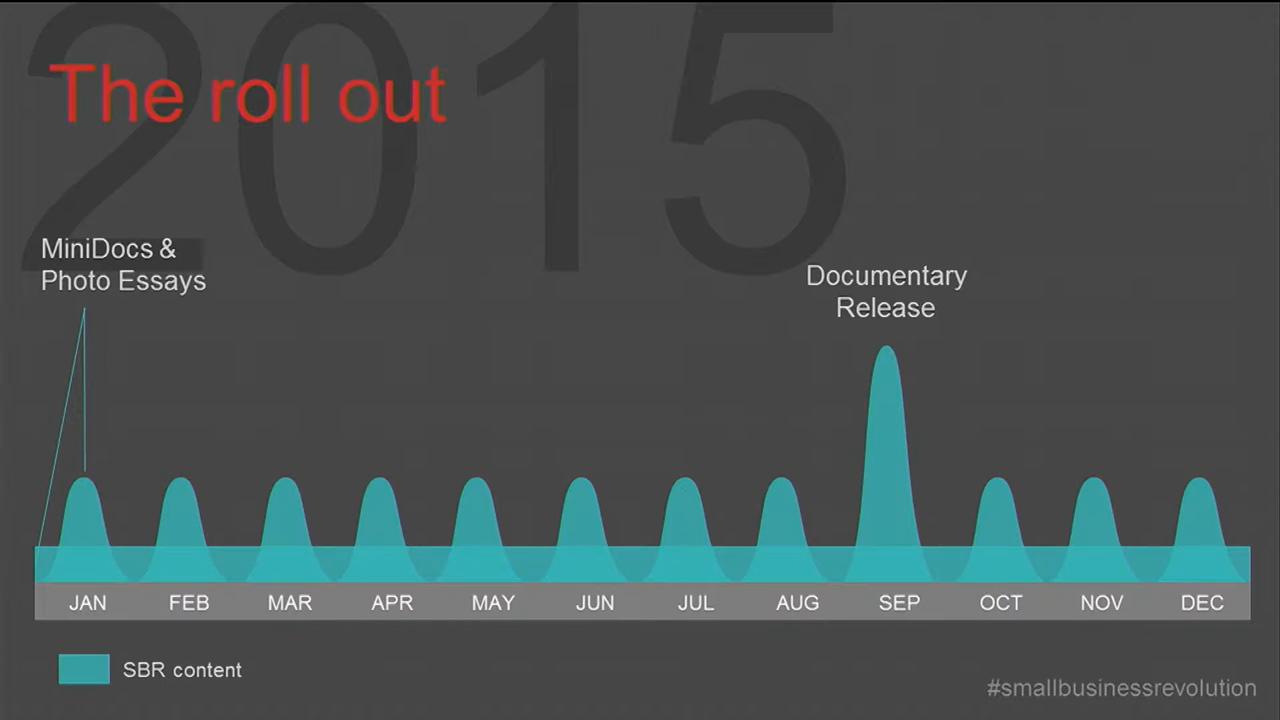 2015
The roll out
MiniDocs &
Photo Essays
Documentary
Release
JAN FEB MAR APR MAY JUN JUL AUG SEP OCT NOV DEC
SBR content
#smallbusinessrevolution